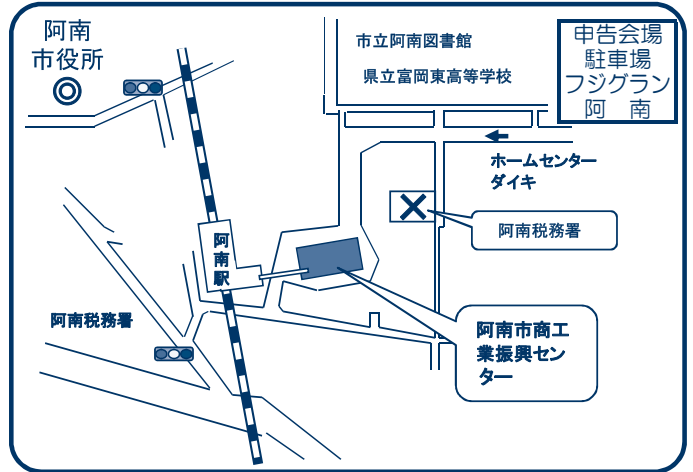 阿南
市役所
市立阿南図書館
県立富岡東高等学校
申告会場
駐車場
フジグラン
阿　南
ホームセンター
ダイキ
阿南税務署
阿南駅
阿南税務署
阿南市商工
業振興セン
ター